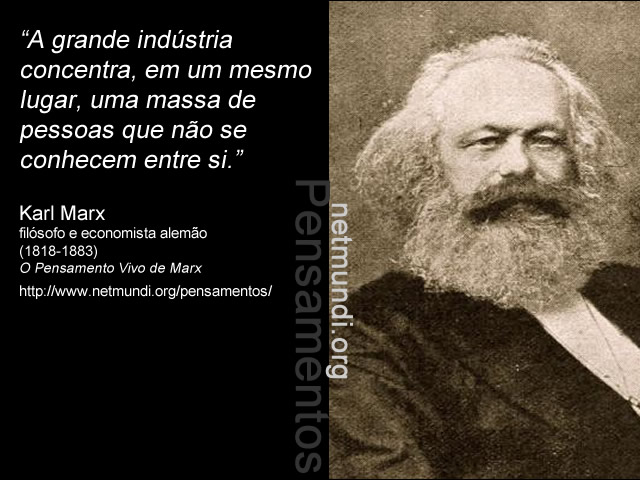 “A grande indústria
concentra, em um mesmo
lugar, uma massa de
pessoas que não se
conhecem entre si.”
Karl Marx
filósofo e economista alemão
(1818-1883)
O Pensamento Vivo de Marx
http://www.netmundi.org/pensamentos/
Pensamentos
netmundi.org